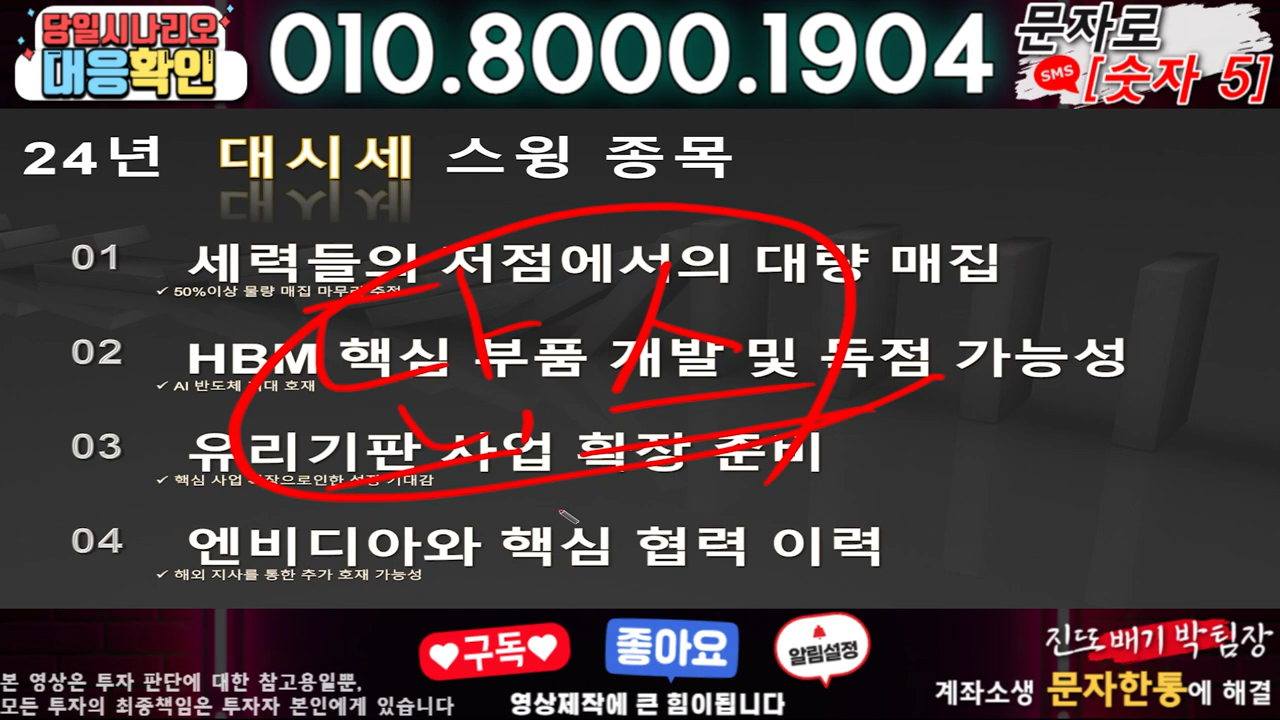 당일시나리오
대응확인
010.8000.1904
문자로
SMS [숫자 5]
24년 대시세 스윙 종목
01 세력들의 저점에서의 대량 매집
✓ 50%이상 물량 매집 마무리 추정
02 HBM 핵심 부품 개발 및 독점 가능성
✓ AI 반도체 기대 호재
03 유리기판 사업 확장 준비
✓ 핵심 사업 확장으로인한 성장 기대감
04 엔비디아와 핵심 협력 이력
✓ 해외 지사를 통한 추가 호재 가능성
구독
좋아요
알림설정
영상제작에 큰 힘이됩니다
본 영상은 투자 판단에 대한 참고용일뿐,
모든 투자의 최종책임은 투자자 본인에게 있습니다
진또배기 박팀장
계좌소생 문자한통에 해결